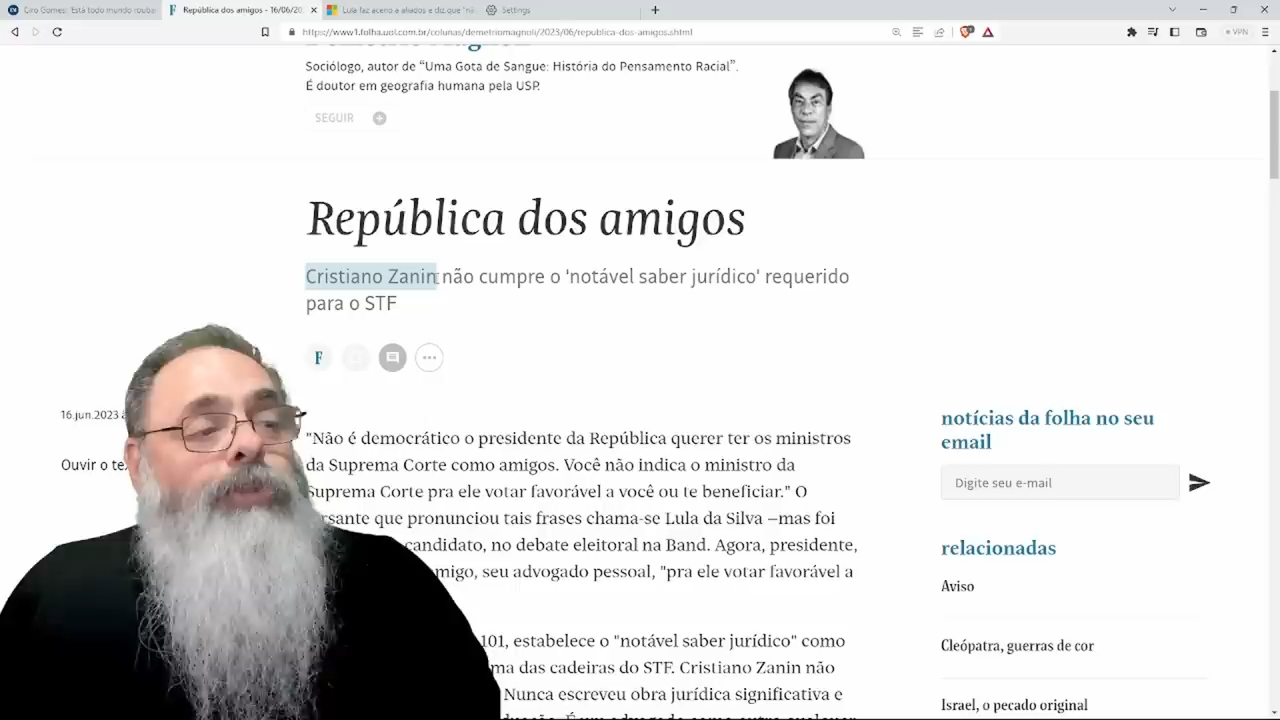 Ciro Gomes: 'Está todo mundo rouba
República dos amigos - 16/06/20
Lula faz aceno a aliados e diz que "nã
Settings
https://www1.folha.uol.com.br/colunas/demetriomagnoli/2023/06/republica-dos-amigos.shtml
VPN
Sociólogo, autor de “Uma Gota de Sangue: História do Pensamento Racial”.
É doutor em geografia humana pela USP.
SEGUIR
República dos amigos
Cristiano Zanin não cumpre o 'notável saber jurídico' requerido
para o STF
F
16.jun.2023
Ouvir o te
"Não é democrático o presidente da República querer ter os ministros
da Suprema Corte como amigos. Você não indica o ministro da
Suprema Corte pra ele votar favorável a você ou te beneficiar." O
rsante que pronunciou tais frases chama-se Lula da Silva —mas foi
candidato, no debate eleitoral na Band. Agora, presidente,
migo, seu advogado pessoal, "pra ele votar favorável a
101, estabelece o "notável saber jurídico" como
ma das cadeiras do STF. Cristiano Zanin não
Nunca escreveu obra jurídica significativa e
notícias da folha no seu
email
Digite seu e-mail
relacionadas
Aviso
Cleópatra, guerras de cor
Israel, o pecado original